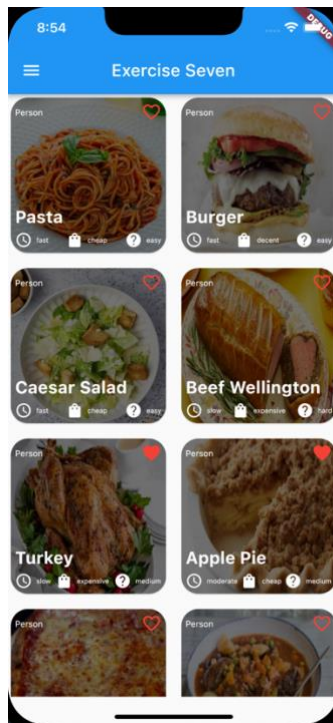 8:54
DEBUG
Exercise Seven
Person
Person
Pasta
Burger
fast cheap easy
fast decent easy
Person
Person
Caesar Salad
Beef Wellington
fast cheap easy
slow expensive hard
Person
Person
Turkey
Apple Pie
slow expensive medium
moderate cheap medium
Person
Person